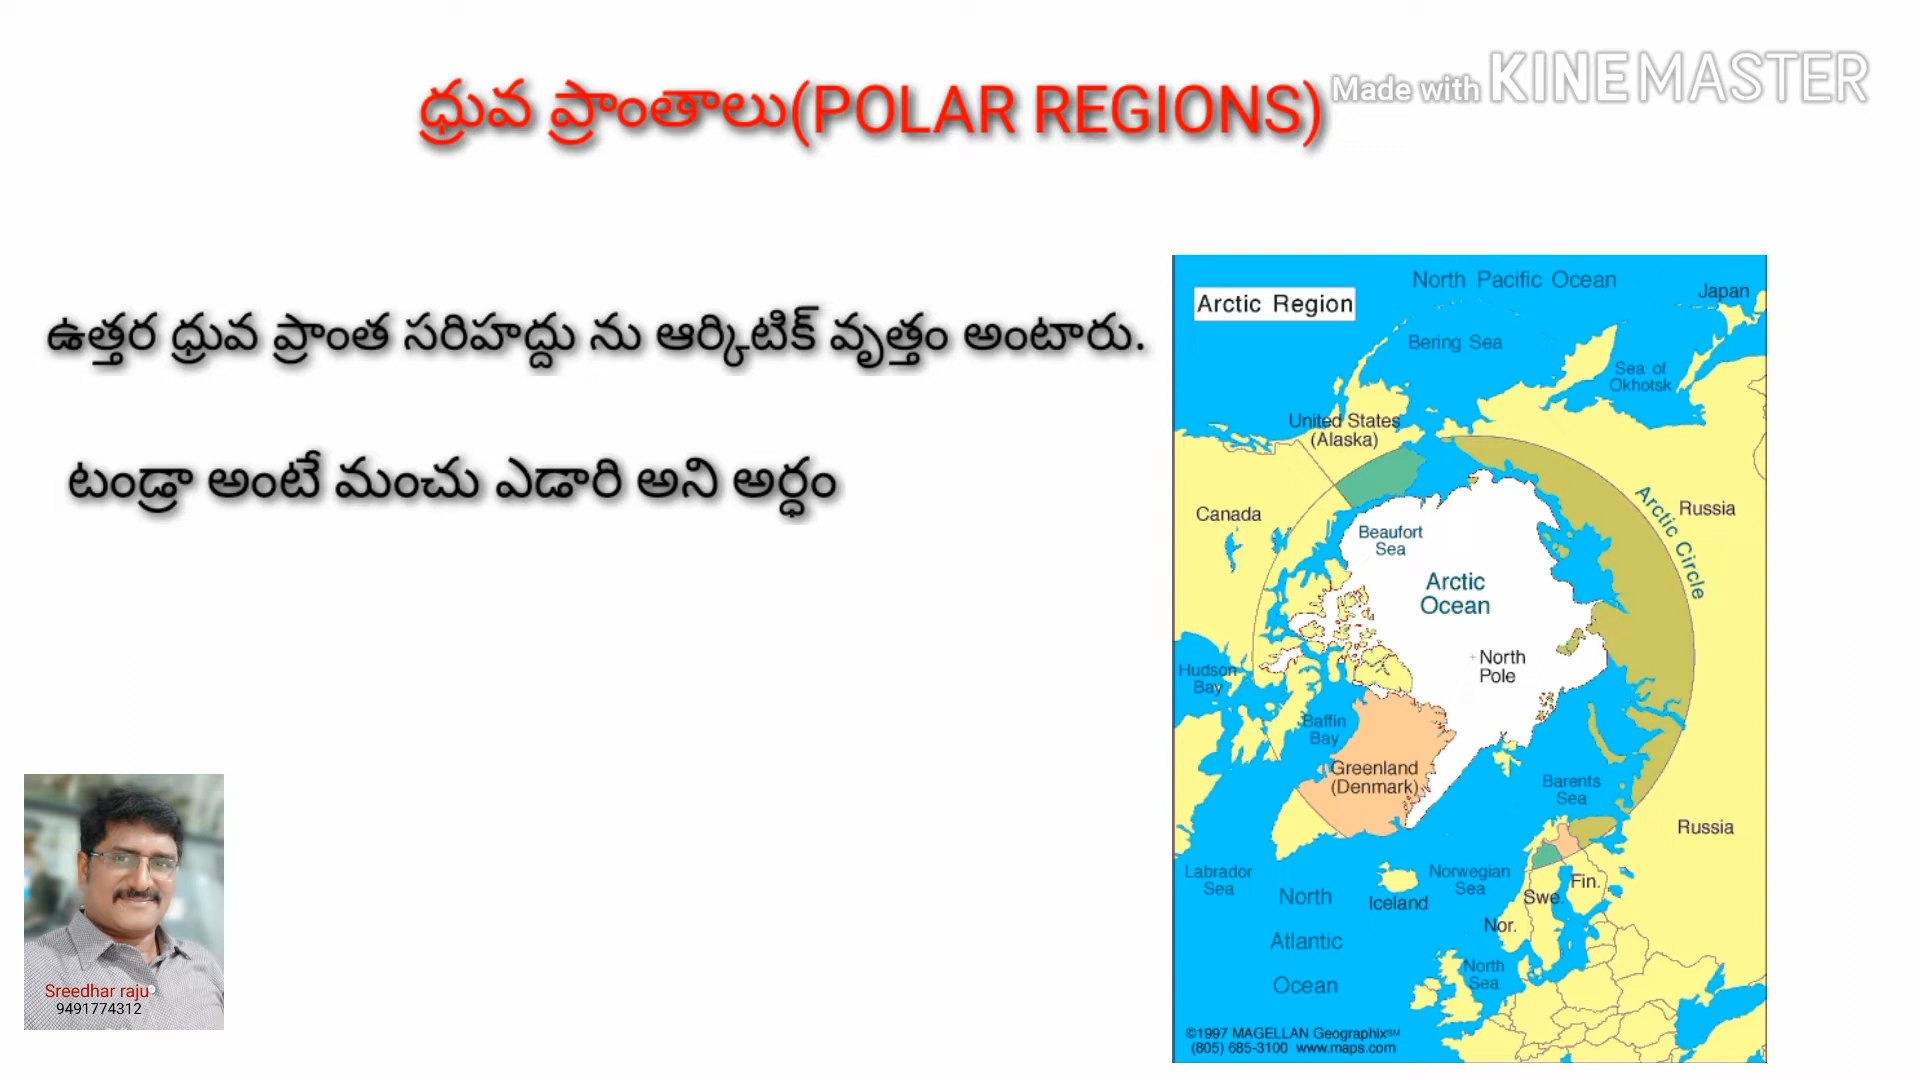 ధ్రువ ప్రాంతాలు(POLAR REGIONS)
Made with KINEMASTER
ఉత్తర ధ్రువ ప్రాంత సరిహద్దు ను ఆర్కిటిక్ వృత్తం అంటారు.
టండ్రా అంటే మంచు ఎడారి అని అర్ధం
Arctic Region
North Pacific Ocean
Japan
Bering Sea
Sea of
Okhotsk
United States
(Alaska)
Canada
Russia
Arctic Circle
Beaufort
Sea
Arctic
Ocean
North
Pole
Hudson
Bay
Baffin
Bay
Greenland
(Denmark)
Barents
Sea
Russia
Labrador
Sea
North
Atlantic
Ocean
Iceland
Norwegian
Sea
Fin.
Swe.
Nor.
North
Sea
©1997 MAGELLAN Geographix℠
(805) 685-3100 www.maps.com
Sreedhar raju
9491774312